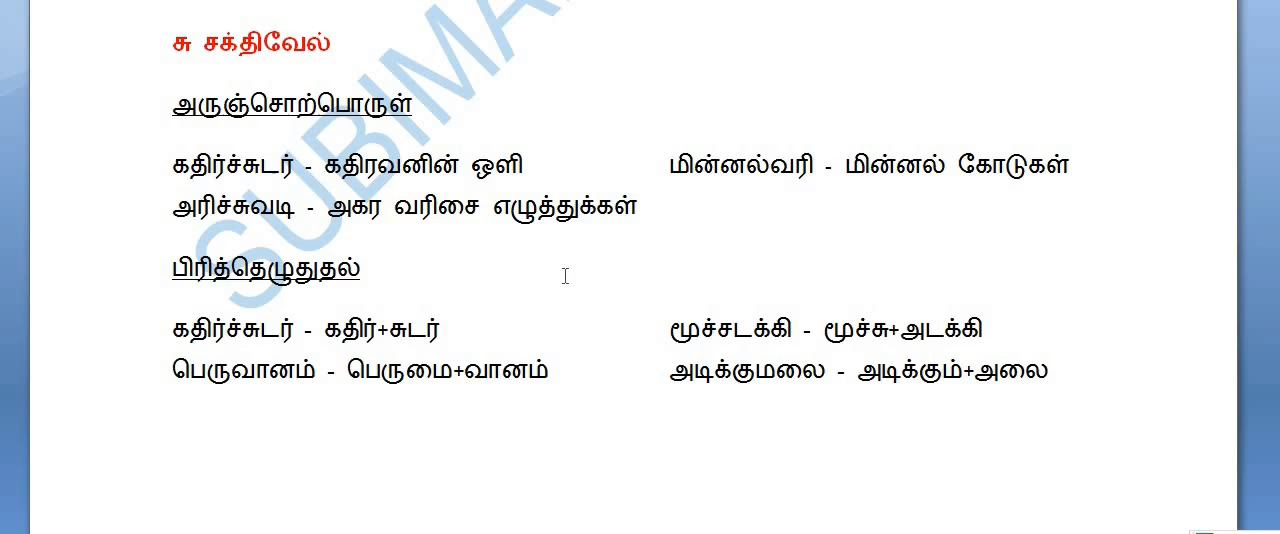 சு சக்திவேல்
அருஞ்சொற்பொருள்
கதிர்ச்சுடர் - கதிரவனின் ஒளி மின்னல்வரி - மின்னல் கோடுகள்
அரிச்சுவடி - அகர வரிசை எழுத்துக்கள்
பிரித்தெழுதுதல்
கதிர்ச்சுடர் - கதிர்+சுடர் மூச்சடக்கி - மூச்சு+அடக்கி
பெருவானம் - பெருமை+வானம் அடிக்குமலை - அடிக்கும்+அலை